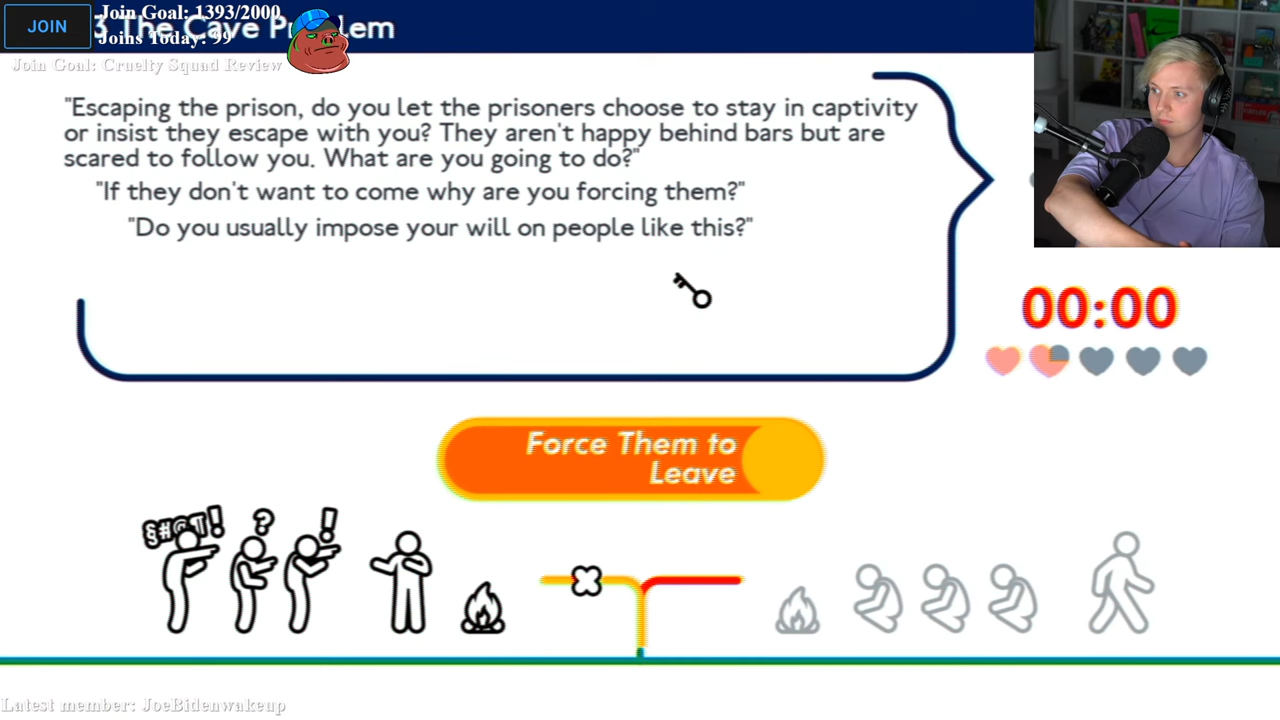 JOIN
Join Goal: 1393/2000
3 The Cave Problem
Joins Today: 99
Join Goal: Cruelty Squad Review
"Escaping the prison, do you let the prisoners choose to stay in captivity
or insist they escape with you? They aren't happy behind bars but are
scared to follow you. What are you going to do?"
"If they don't want to come why are you forcing them?"
"Do you usually impose your will on people like this?"
00:00
Force Them to
Leave
§#@¶!
?
!
Latest member: JoeBidenwakeup